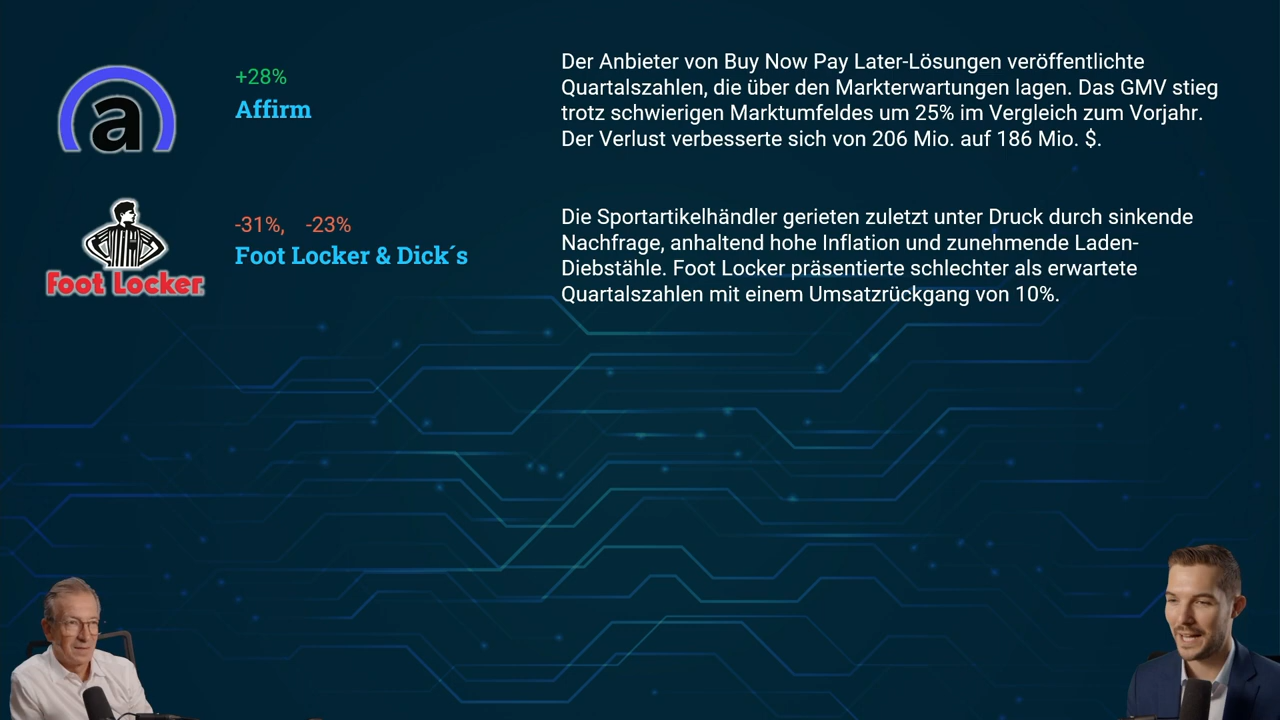 +28%
Affirm
Der Anbieter von Buy Now Pay Later-Lösungen veröffentlichte
Quartalszahlen, die über den Markterwartungen lagen. Das GMV stieg
trotz schwierigen Marktumfeldes um 25% im Vergleich zum Vorjahr.
Der Verlust verbesserte sich von 206 Mio. auf 186 Mio. $.
a
Foot Locker
-31%, -23%
Foot Locker & Dick´s
Die Sportartikelhändler gerieten zuletzt unter Druck durch sinkende
Nachfrage, anhaltend hohe Inflation und zunehmende Laden-
Diebstähle. Foot Locker präsentierte schlechter als erwartete
Quartalszahlen mit einem Umsatzrückgang von 10%.